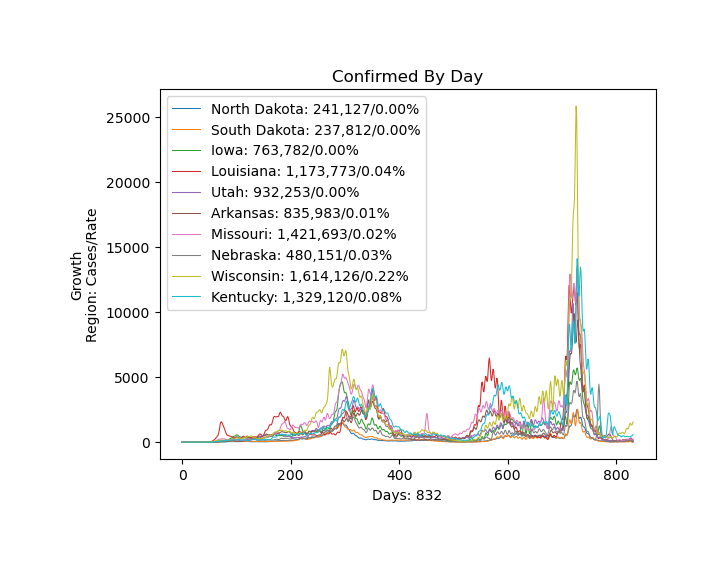 Confirmed By Day
North Dakota: 241,127/0.00%
South Dakota: 237,812/0.00%
Iowa: 763,782/0.00%
Louisiana: 1,173,773/0.04%
Utah: 932,253/0.00%
Arkansas: 835,983/0.01%
Missouri: 1,421,693/0.02%
Nebraska: 480,151/0.03%
Wisconsin: 1,614,126/0.22%
Kentucky: 1,329,120/0.08%
25000
20000
15000
10000
5000
0
Growth
Region: Cases/Rate
0 200 400 600 800
Days: 832